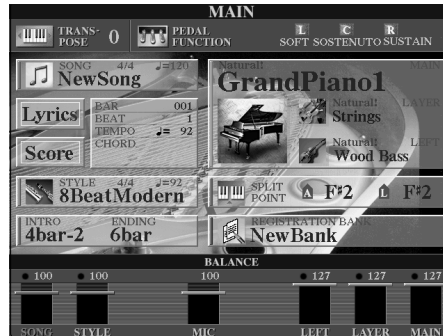 MAIN
TRANS-
POSE 0
PEDAL
FUNCTION
L C R
SOFT SOSTENUTO SUSTAIN
SONG 4/4 ♩=120
NewSong
Natural! MAIN
GrandPiano1
Lyrics
BAR 001
BEAT 1
TEMPO ♩= 92
CHORD
Score
Natural! LAYER
Strings
Natural! LEFT
Wood Bass
STYLE 4/4 ♩=92
8BeatModern
SPLIT
POINT A F♯2 L F♯2
INTRO ENDING
4bar-2 6bar
REGISTRATION BANK
NewBank
BALANCE
100 100 100 127 127 127
SONG STYLE MIC LEFT LAYER MAIN